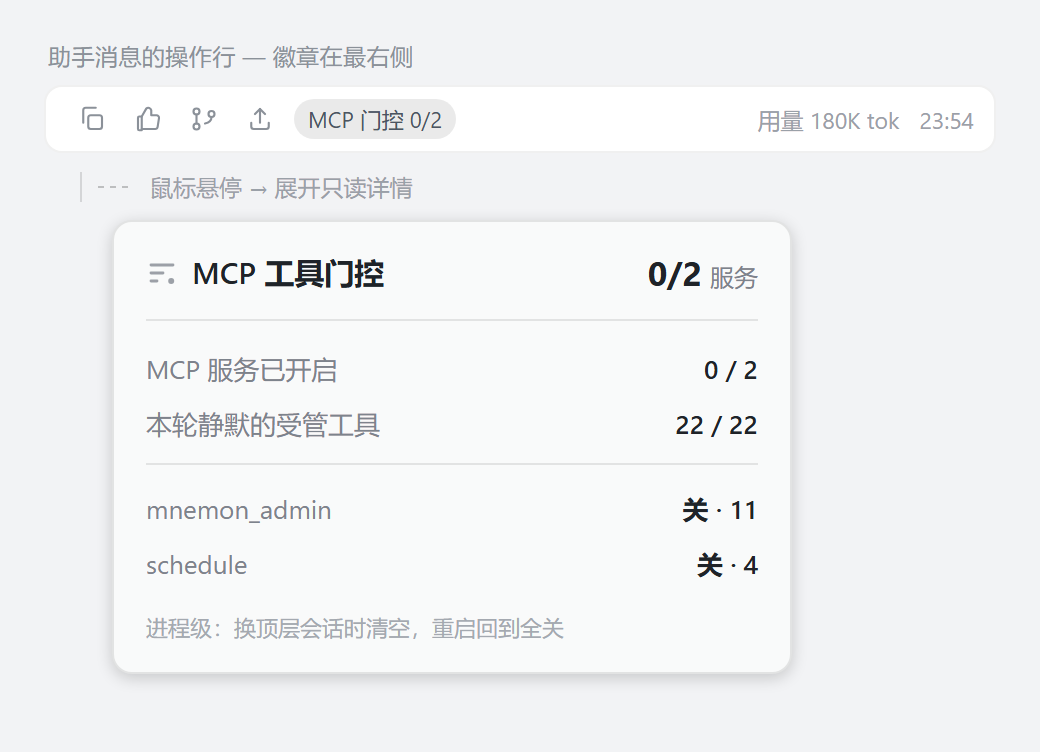 助手消息的操作行 — 徽章在最右侧
MCP 门控 0/2 用量 180K tok 23:54
鼠标悬停 → 展开只读详情
MCP 工具门控 0/2 服务
MCP 服务已开启 0 / 2
本轮静默的受管工具 22 / 22
mnemon_admin 关 · 11
schedule 关 · 4
进程级：换顶层会话时清空，重启回到全关